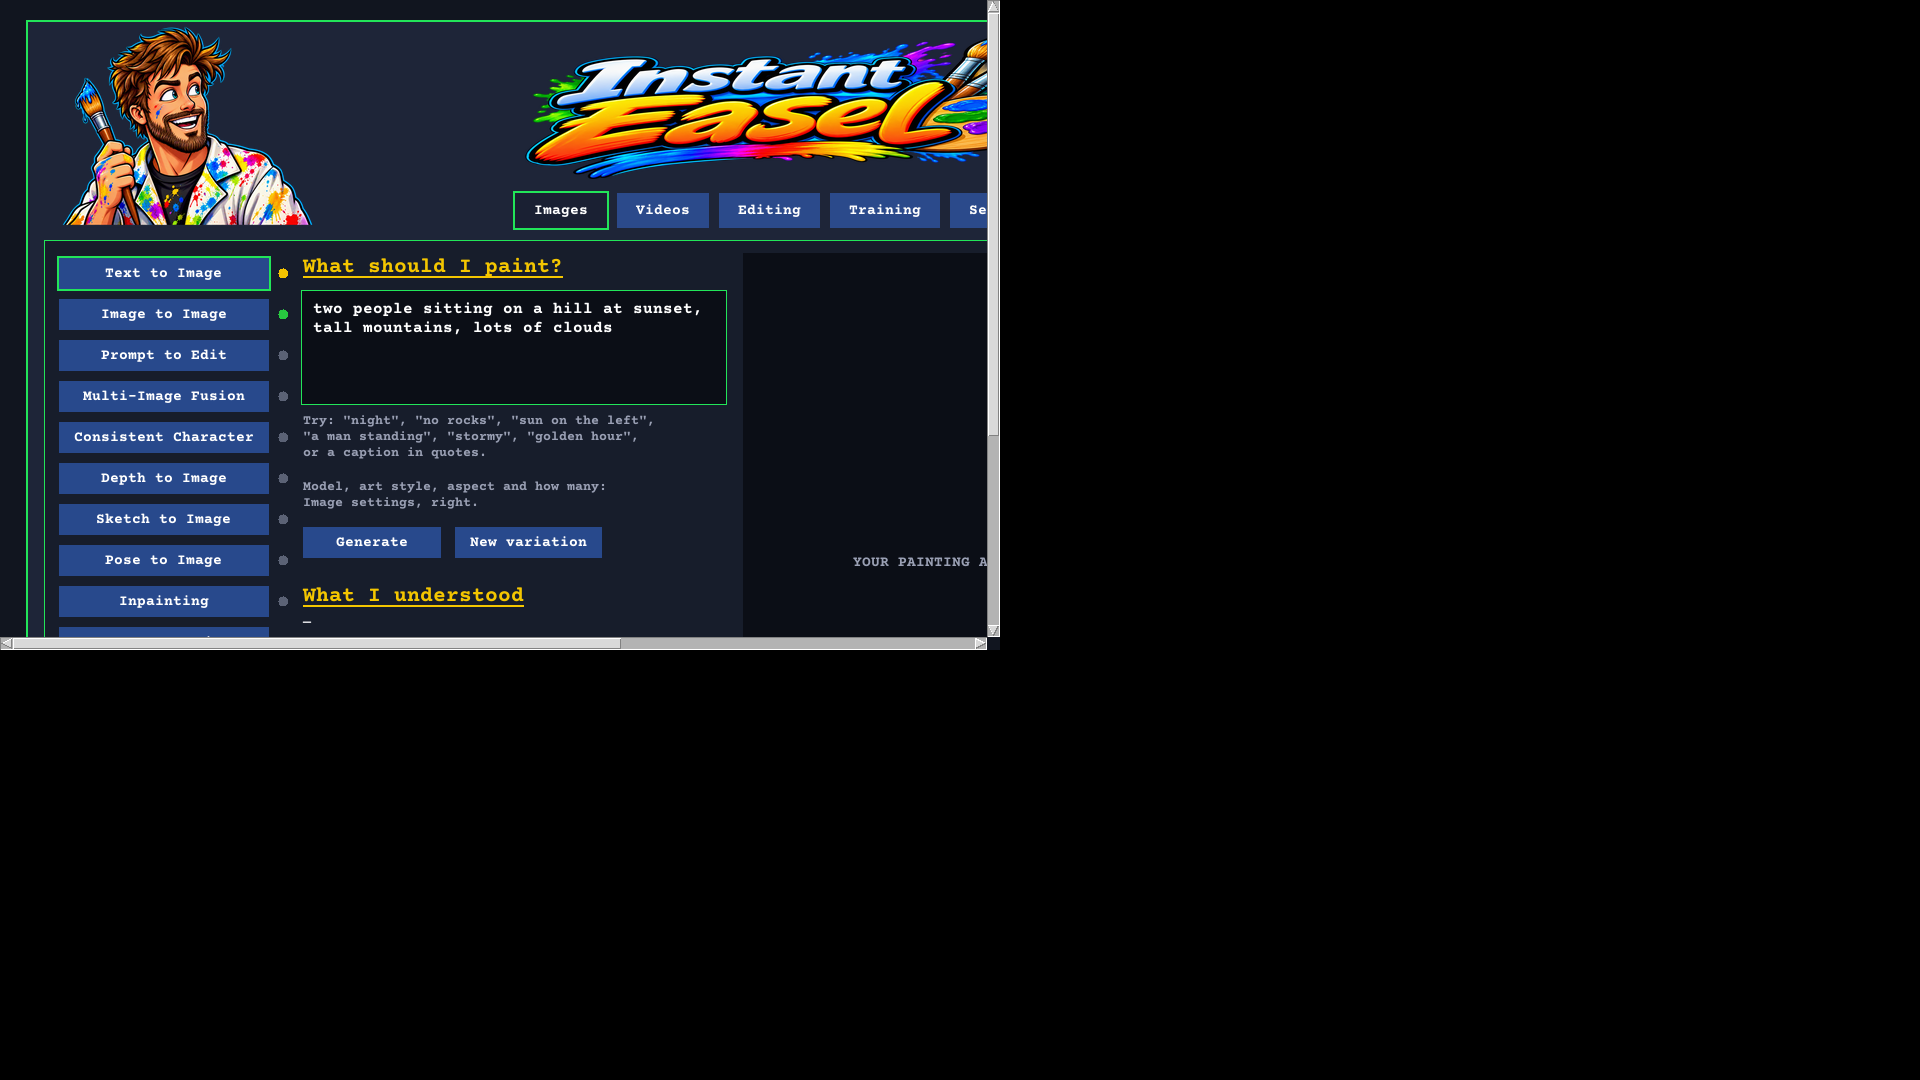 Instant
Easel
Images
Videos
Editing
Training
Text to Image
Image to Image
Prompt to Edit
Multi-Image Fusion
Consistent Character
Depth to Image
Sketch to Image
Pose to Image
Inpainting
What should I paint?
two people sitting on a hill at sunset,
tall mountains, lots of clouds
Try: "night", "no rocks", "sun on the left",
"a man standing", "stormy", "golden hour",
or a caption in quotes.
Model, art style, aspect and how many:
Image settings, right.
Generate
New variation
What I understood
—
YOUR PAINTING